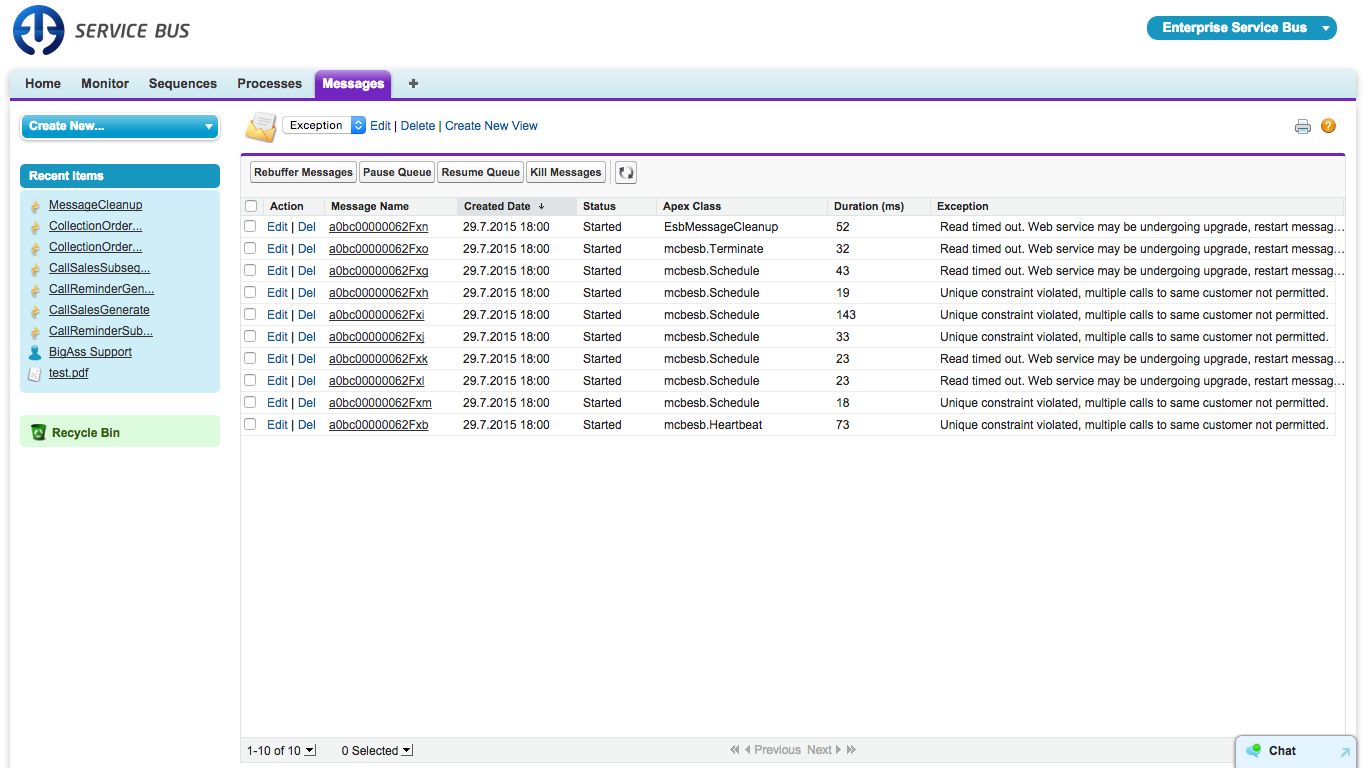 SERVICE BUS
Enterprise Service Bus
Home Monitor Sequences Processes Messages +
Create New...
Exception Edit | Delete | Create New View
Recent Items
MessageCleanup
CollectionOrder...
CollectionOrder...
CallSalesSubseq...
CallReminderGen...
CallSalesGenerate
CallReminderSub...
BigAss Support
test.pdf
Recycle Bin
Rebuffer Messages Pause Queue Resume Queue Kill Messages
Action Message Name Created Date Status Apex Class Duration (ms) Exception
Edit | Del a0bc00000062Fxn 29.7.2015 18:00 Started EsbMessageCleanup 52 Read timed out. Web service may be undergoing upgrade, restart messag...
Edit | Del a0bc00000062Fxo 29.7.2015 18:00 Started mcbesb.Terminate 32 Read timed out. Web service may be undergoing upgrade, restart messag...
Edit | Del a0bc00000062Fxg 29.7.2015 18:00 Started mcbesb.Schedule 43 Read timed out. Web service may be undergoing upgrade, restart messag...
Edit | Del a0bc00000062Fxh 29.7.2015 18:00 Started mcbesb.Schedule 19 Unique constraint violated, multiple calls to same customer not permitted.
Edit | Del a0bc00000062Fxi 29.7.2015 18:00 Started mcbesb.Schedule 143 Unique constraint violated, multiple calls to same customer not permitted.
Edit | Del a0bc00000062Fxj 29.7.2015 18:00 Started mcbesb.Schedule 33 Unique constraint violated, multiple calls to same customer not permitted.
Edit | Del a0bc00000062Fxk 29.7.2015 18:00 Started mcbesb.Schedule 23 Read timed out. Web service may be undergoing upgrade, restart messag...
Edit | Del a0bc00000062Fxl 29.7.2015 18:00 Started mcbesb.Schedule 23 Read timed out. Web service may be undergoing upgrade, restart messag...
Edit | Del a0bc00000062Fxm 29.7.2015 18:00 Started mcbesb.Schedule 18 Unique constraint violated, multiple calls to same customer not permitted.
Edit | Del a0bc00000062Fxb 29.7.2015 18:00 Started mcbesb.Heartbeat 73 Unique constraint violated, multiple calls to same customer not permitted.
1-10 of 10 0 Selected Previous Next
Chat